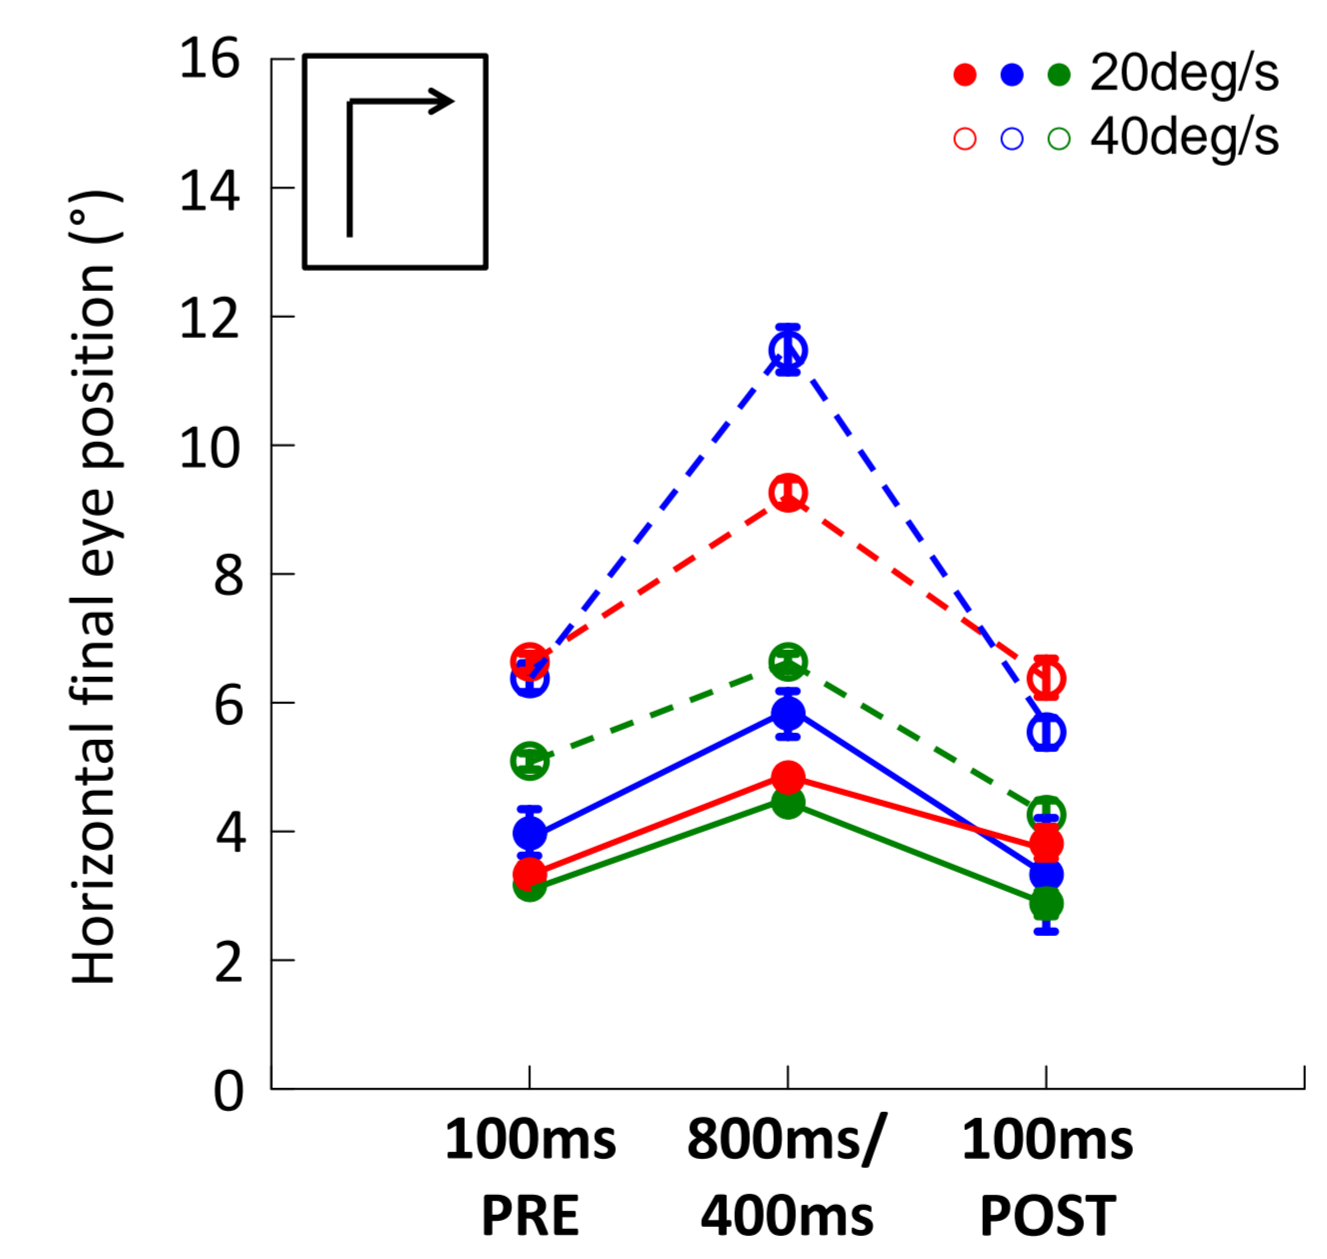 16
14
12
10
8
6
4
2
0
Horizontal final eye position (°)
20deg/s
40deg/s
100ms
PRE
800ms/
400ms
100ms
POST